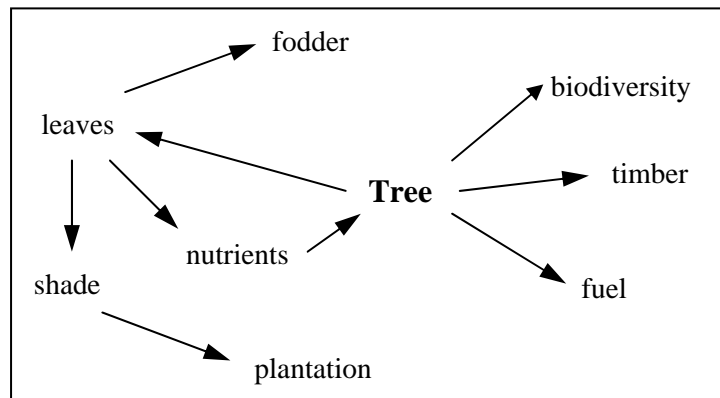 fodder
biodiversity
leaves
timber
Tree
nutrients
shade
fuel
plantation